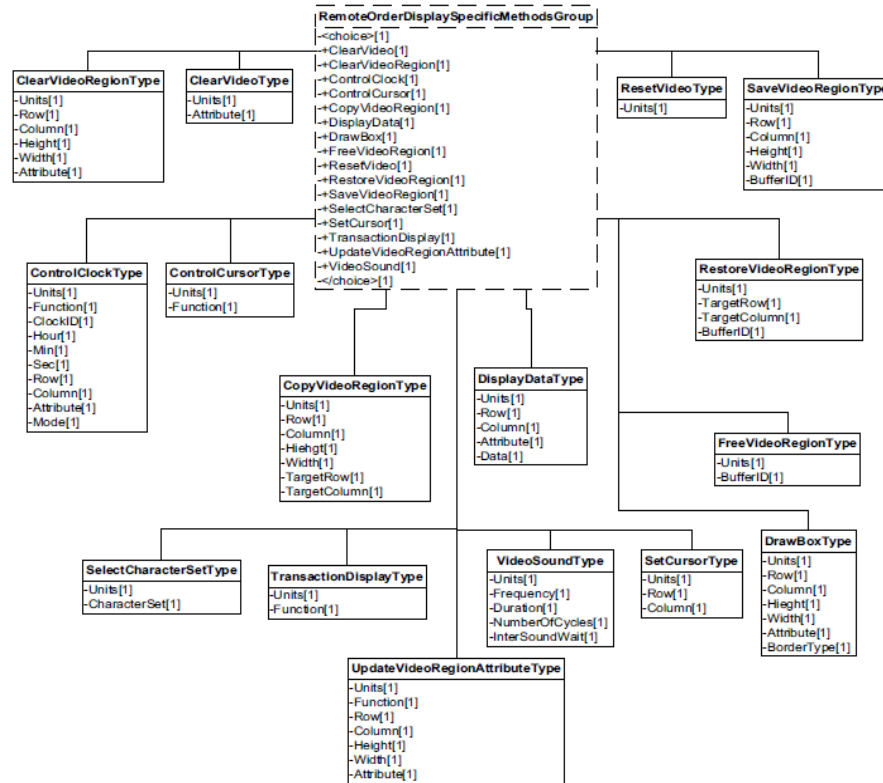 RemoteOrderDisplaySpecificMethodsGroup
-<choice>[1]
-+ClearVideo[1]
-+ClearVideoRegion[1]
-+ControlClock[1]
-+ControlCursor[1]
-+CopyVideoRegion[1]
-+DisplayData[1]
-+DrawBox[1]
-+FreeVideoRegion[1]
-+ResetVideo[1]
-+RestoreVideoRegion[1]
-+SaveVideoRegion[1]
-+SelectCharacterSet[1]
-+SetCursor[1]
-+TransactionDisplay[1]
-+UpdateVideoRegionAttribute[1]
-+VideoSound[1]
-</choice>[1]
ClearVideoRegionType
-Units[1]
-Row[1]
-Column[1]
-Height[1]
-Width[1]
-Attribute[1]
ClearVideoType
-Units[1]
-Attribute[1]
ResetVideoType
-Units[1]
SaveVideoRegionType
-Units[1]
-Row[1]
-Column[1]
-Height[1]
-Width[1]
-BufferID[1]
ControlClockType
-Units[1]
-Function[1]
-ClockID[1]
-Hour[1]
-Min[1]
-Sec[1]
-Row[1]
-Column[1]
-Attribute[1]
-Mode[1]
ControlCursorType
-Units[1]
-Function[1]
RestoreVideoRegionType
-Units[1]
-TargetRow[1]
-TargetColumn[1]
-BufferID[1]
CopyVideoRegionType
-Units[1]
-Row[1]
-Column[1]
-Hiehgt[1]
-Width[1]
-TargetRow[1]
-TargetColumn[1]
DisplayDataType
-Units[1]
-Row[1]
-Column[1]
-Attribute[1]
-Data[1]
FreeVideoRegionType
-Units[1]
-BufferID[1]
SelectCharacterSetType
-Units[1]
-CharacterSet[1]
TransactionDisplayType
-Units[1]
-Function[1]
VideoSoundType
-Units[1]
-Frequency[1]
-Duration[1]
-NumberOfCycles[1]
-InterSoundWait[1]
SetCursorType
-Units[1]
-Row[1]
-Column[1]
DrawBoxType
-Units[1]
-Row[1]
-Column[1]
-Hieght[1]
-Width[1]
-Attribute[1]
-BorderType[1]
UpdateVideoRegionAttributeType
-Units[1]
-Function[1]
-Row[1]
-Column[1]
-Height[1]
-Width[1]
-Attribute[1]